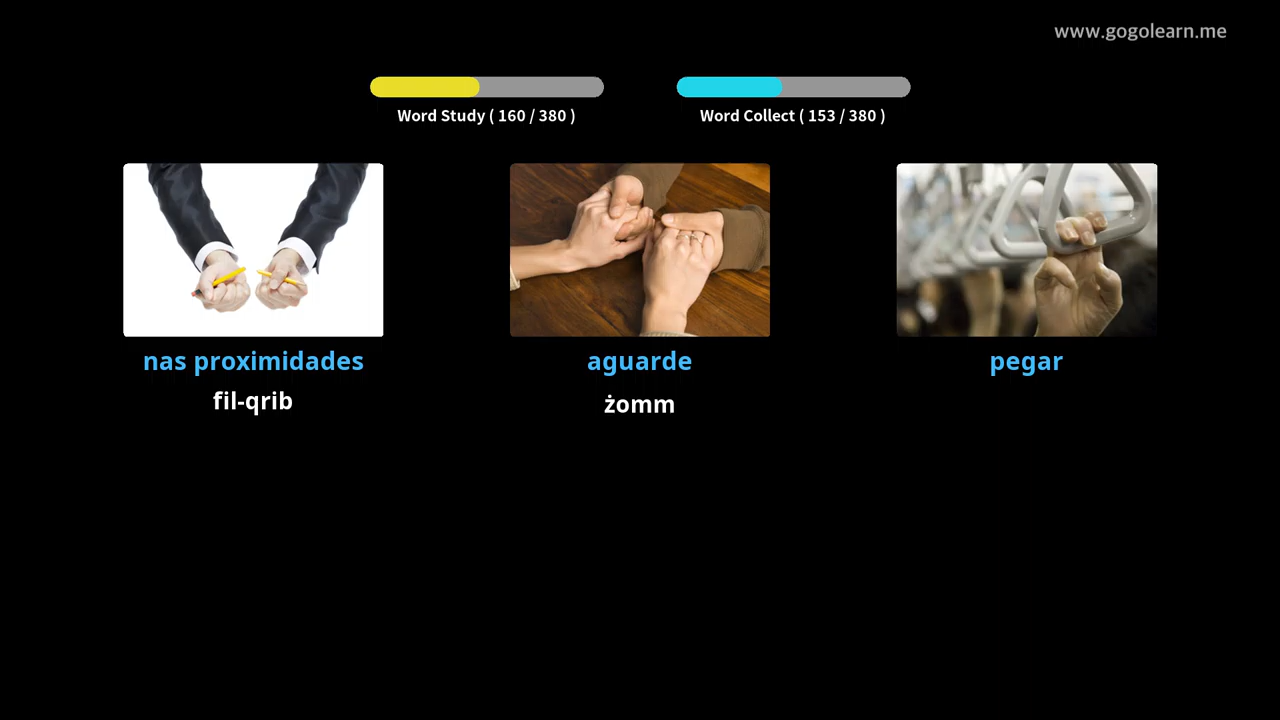 www.gogolearn.me
Word Study ( 160 / 380 )
Word Collect ( 153 / 380 )
nas proximidades
aguarde
pegar
fil-qrib
żomm